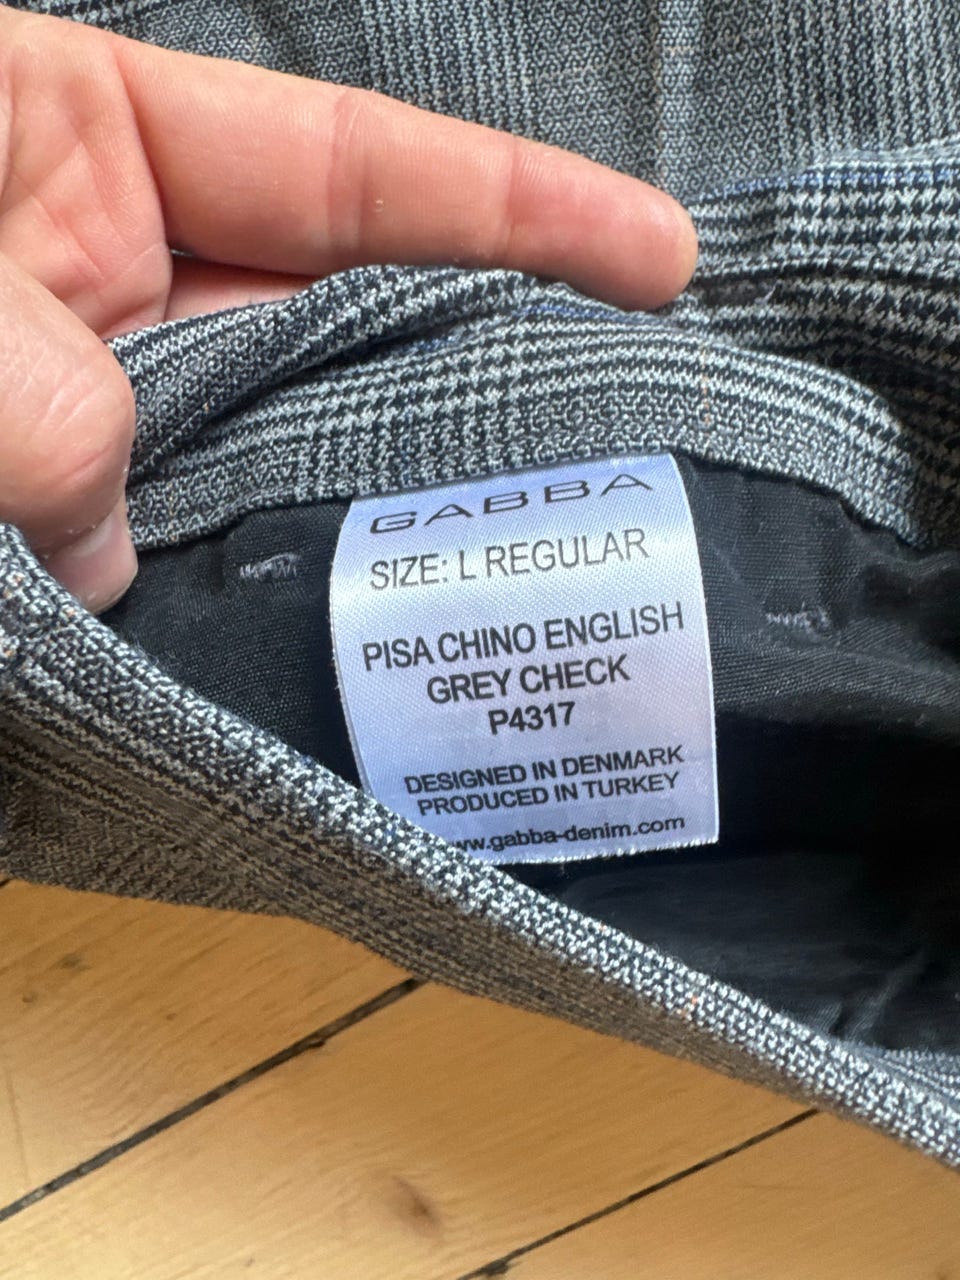 GABBA
SIZE: L REGULAR
PISA CHINO ENGLISH
GREY CHECK
P4317
DESIGNED IN DENMARK
PRODUCED IN TURKEY
www.gabba-denim.com